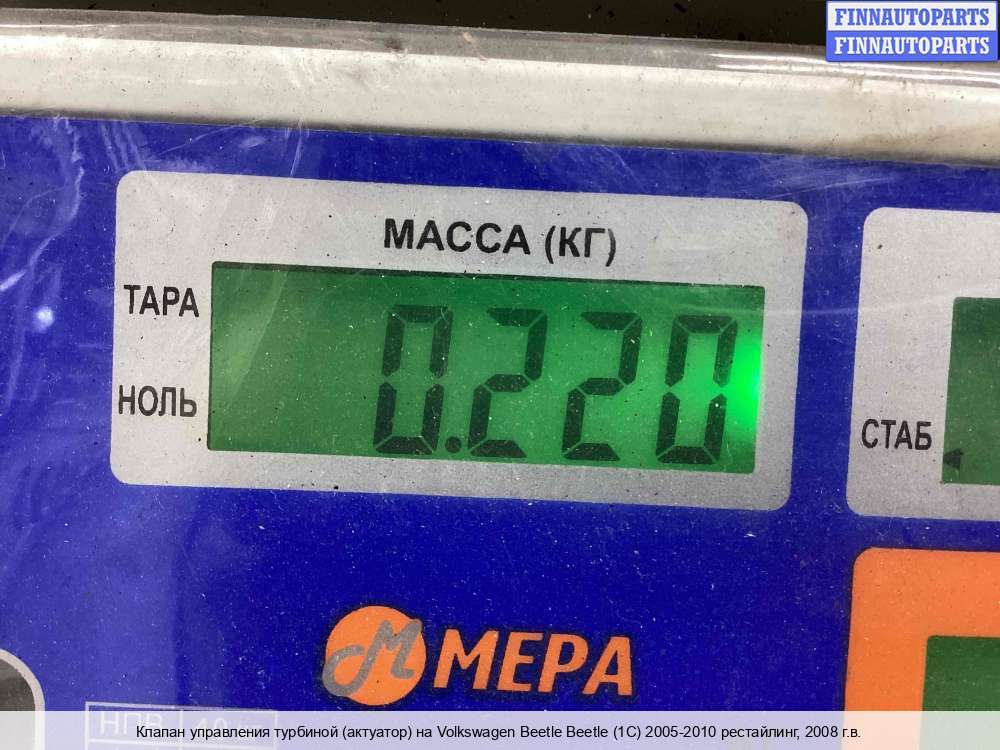 FINNAUTOPARTS
FINNAUTOPARTS
МАССА (КГ)
ТАРА
0.220
НОЛЬ
СТАБ
М МЕРА
НПВ
Клапан управления турбиной (актуатор) на Volkswagen Beetle Beetle (1C) 2005-2010 рестайлинг, 2008 г.в.